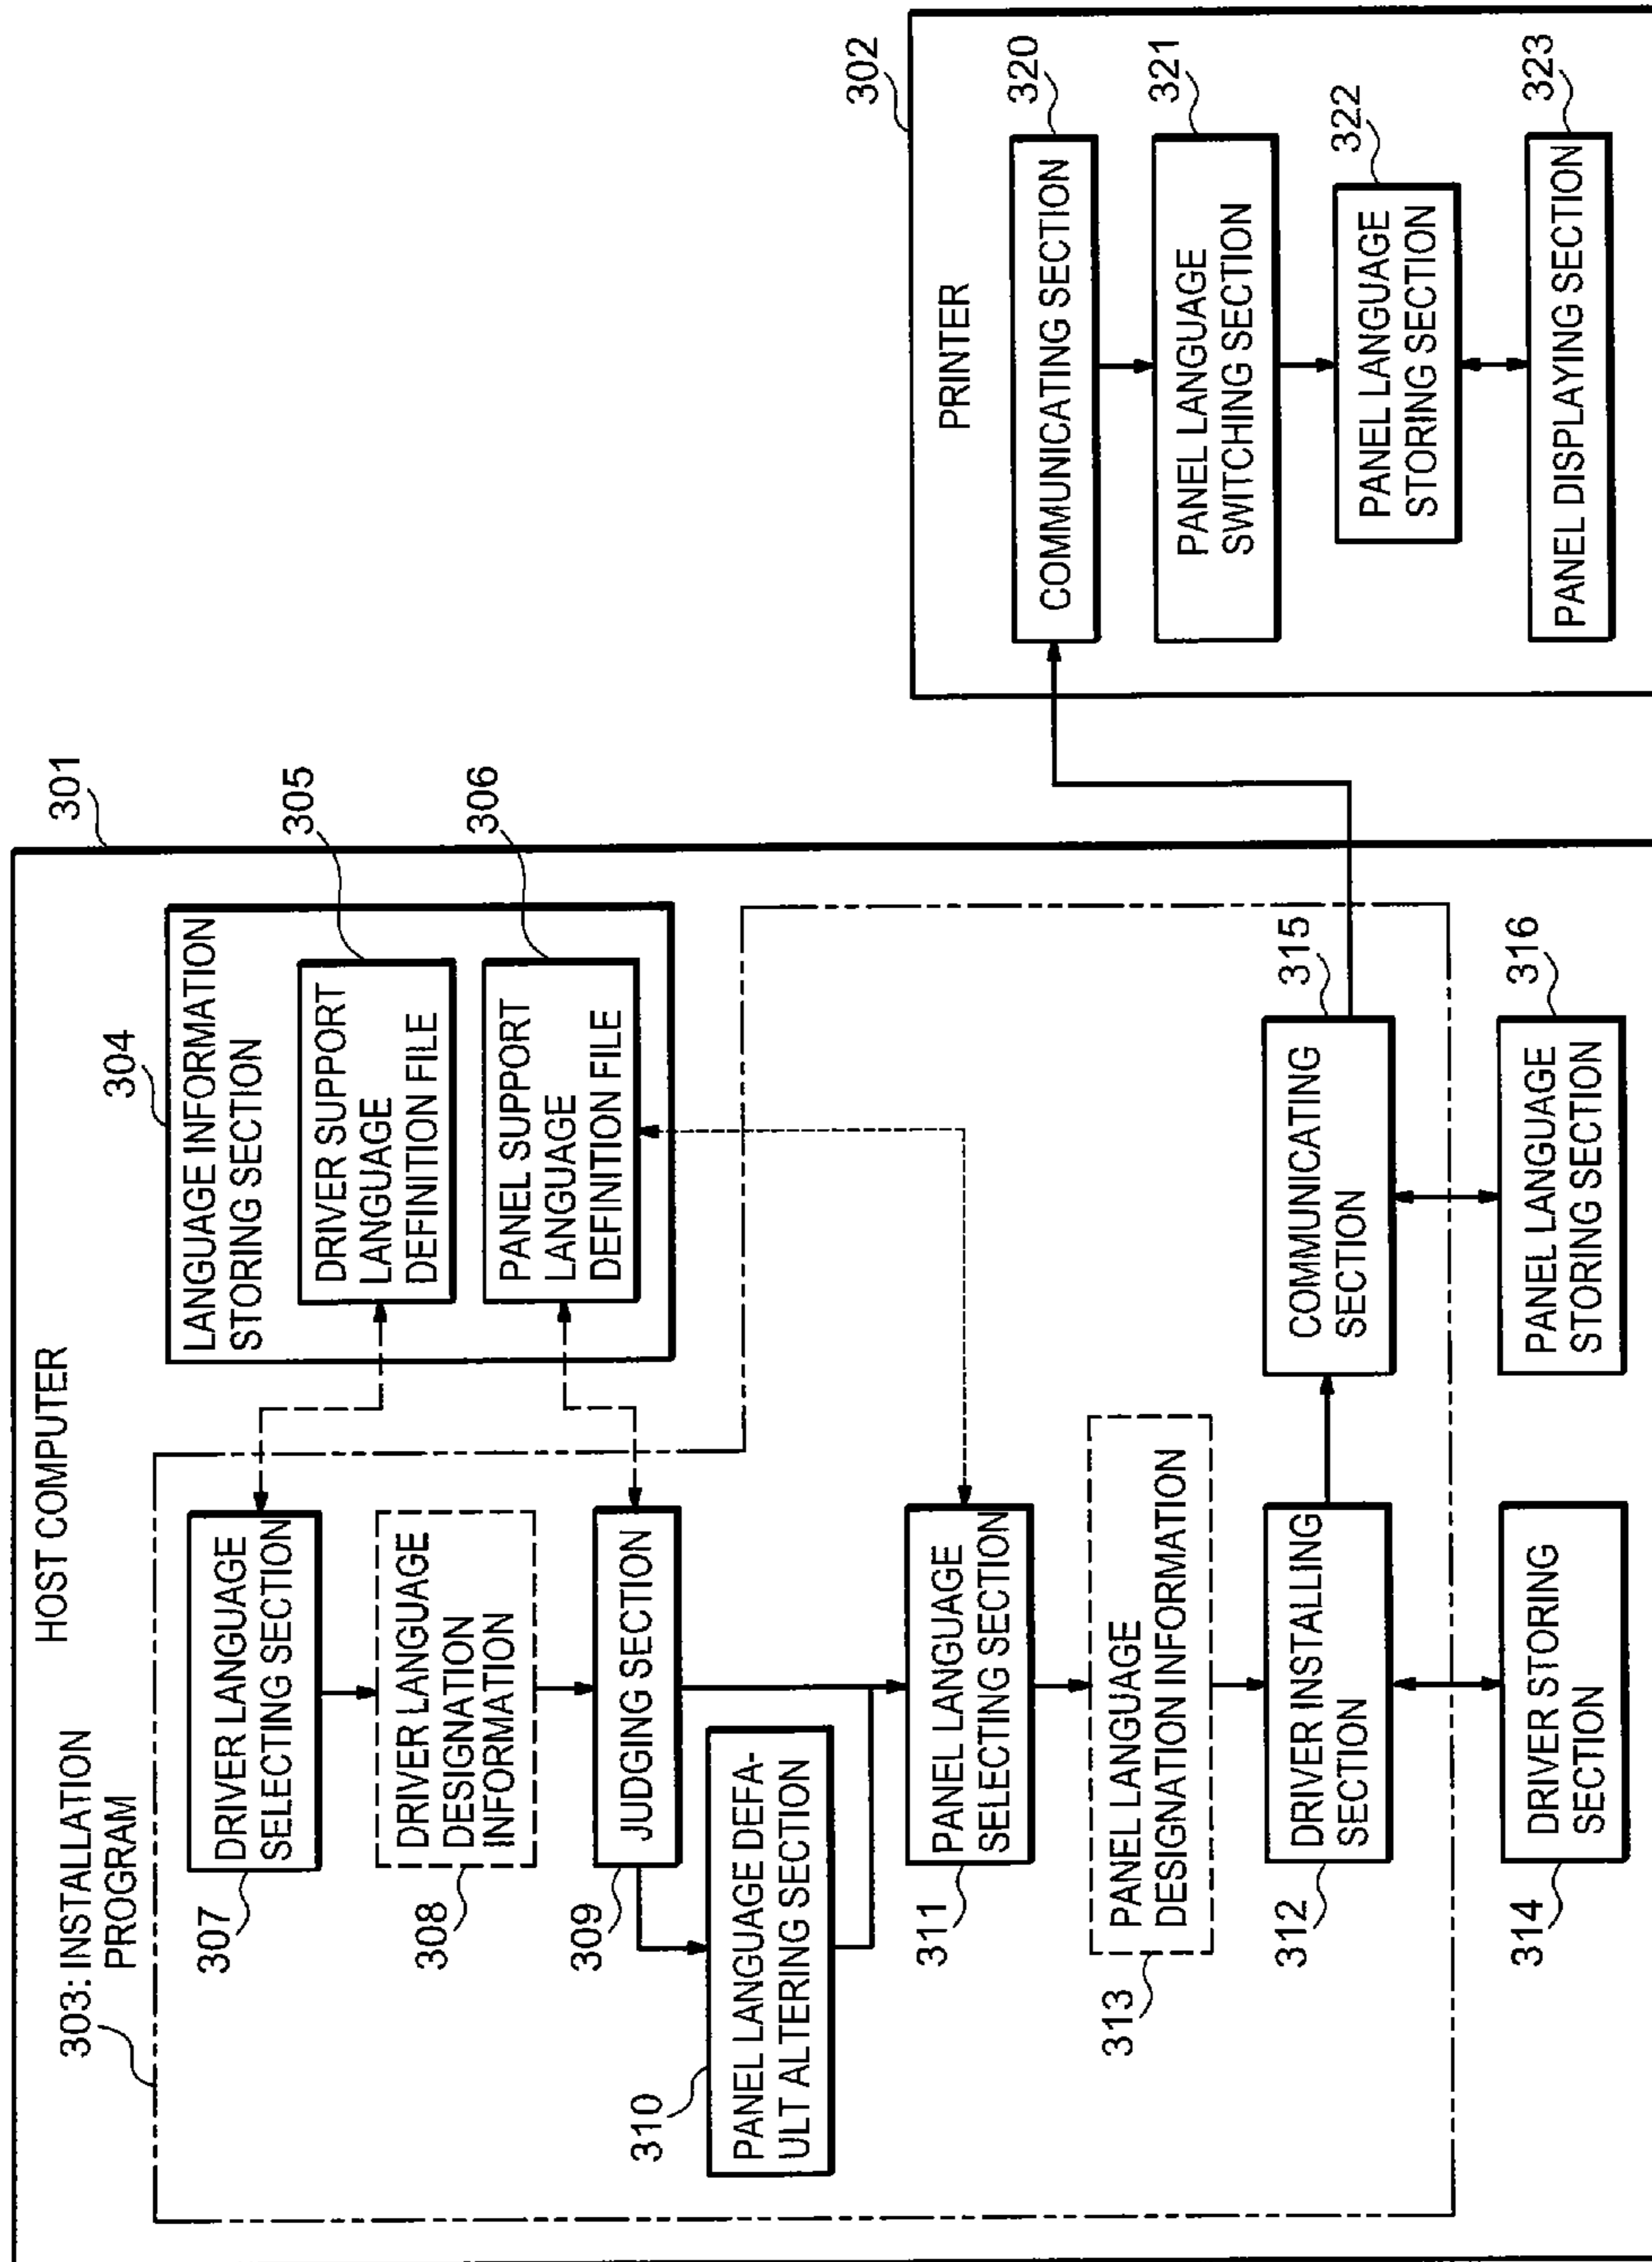 HOST COMPUTER
301
303: INSTALLATION
PROGRAM
304
LANGUAGE INFORMATION
STORING SECTION
305
DRIVER SUPPORT
LANGUAGE
DEFINITION FILE
306
PANEL SUPPORT
LANGUAGE
DEFINITION FILE
307
DRIVER LANGUAGE
SELECTING SECTION
308
DRIVER LANGUAGE
DESIGNATION
INFORMATION
309
JUDGING SECTION
310
PANEL LANGUAGE DEFA-
ULT ALTERING SECTION
311
PANEL LANGUAGE
SELECTING SECTION
313
PANEL LANGUAGE
DESIGNATION INFORMATION
312
DRIVER INSTALLING
SECTION
315
COMMUNICATING
SECTION
314
DRIVER STORING
SECTION
316
PANEL LANGUAGE
STORING SECTION
302
PRINTER
320
COMMUNICATING SECTION
321
PANEL LANGUAGE
SWITCHING SECTION
322
PANEL LANGUAGE
STORING SECTION
323
PANEL DISPLAYING SECTION